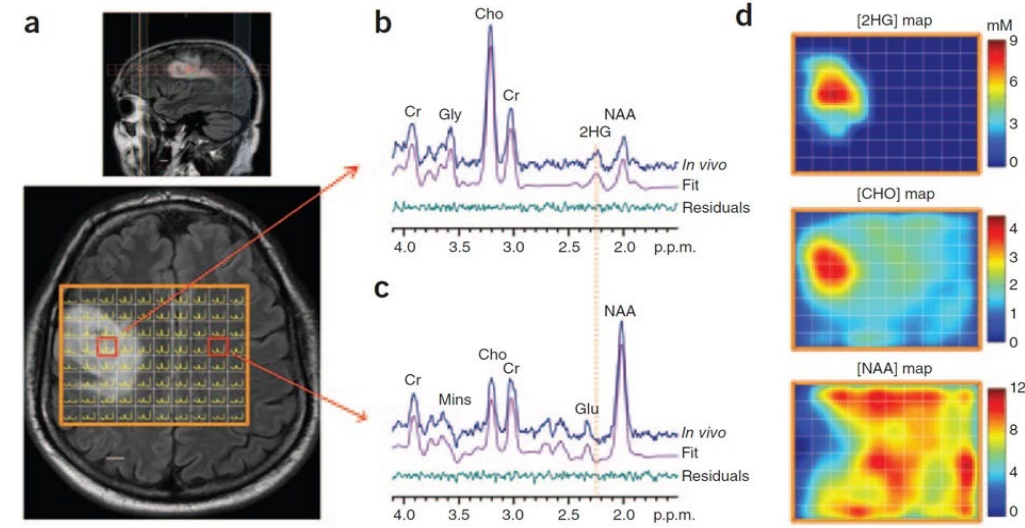 a
b
Cho
Cr
Gly
Cr
2HG
NAA
In vivo
Fit
Residuals
4.0 3.5 3.0 2.5 2.0 p.p.m.
c
NAA
Cho
Cr
Cr
Mins
Glu
In vivo
Fit
Residuals
4.0 3.5 3.0 2.5 2.0 p.p.m.
d
[2HG] map
mM
9
6
3
0
[CHO] map
4
3
2
1
0
[NAA] map
12
8
4
0